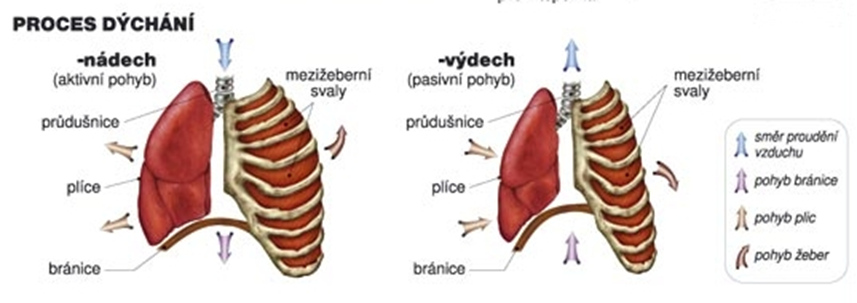 PROCES DÝCHÁNÍ
-nádech
(aktivní pohyb)
mezižeberní
svaly
průdušnice
plíce
bránice
-výdech
(pasivní pohyb)
mezižeberní
svaly
průdušnice
plíce
bránice
směr proudění
vzduchu
pohyb bránice
pohyb plic
pohyb žeber